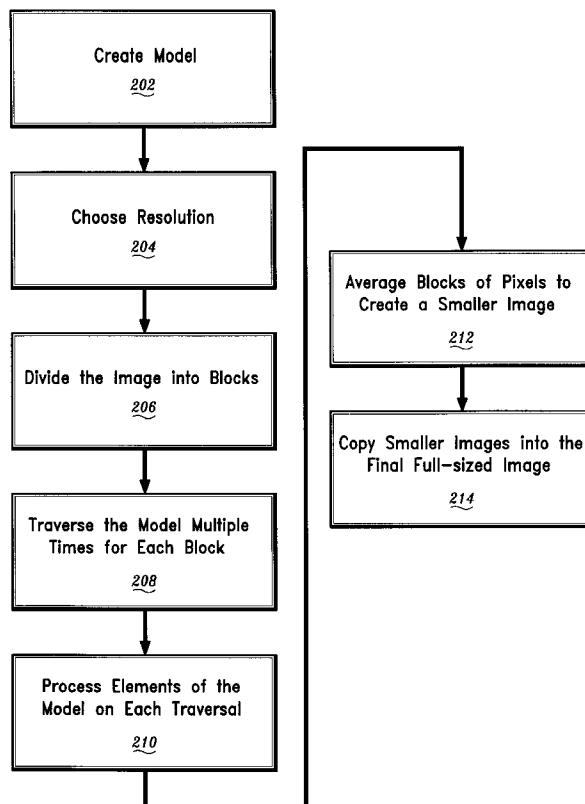 Create Model
202
Choose Resolution
204
Divide the Image into Blocks
206
Traverse the Model Multiple
Times for Each Block
208
Process Elements of the
Model on Each Traversal
210
Average Blocks of Pixels to
Create a Smaller Image
212
Copy Smaller Images into the
Final Full-sized Image
214